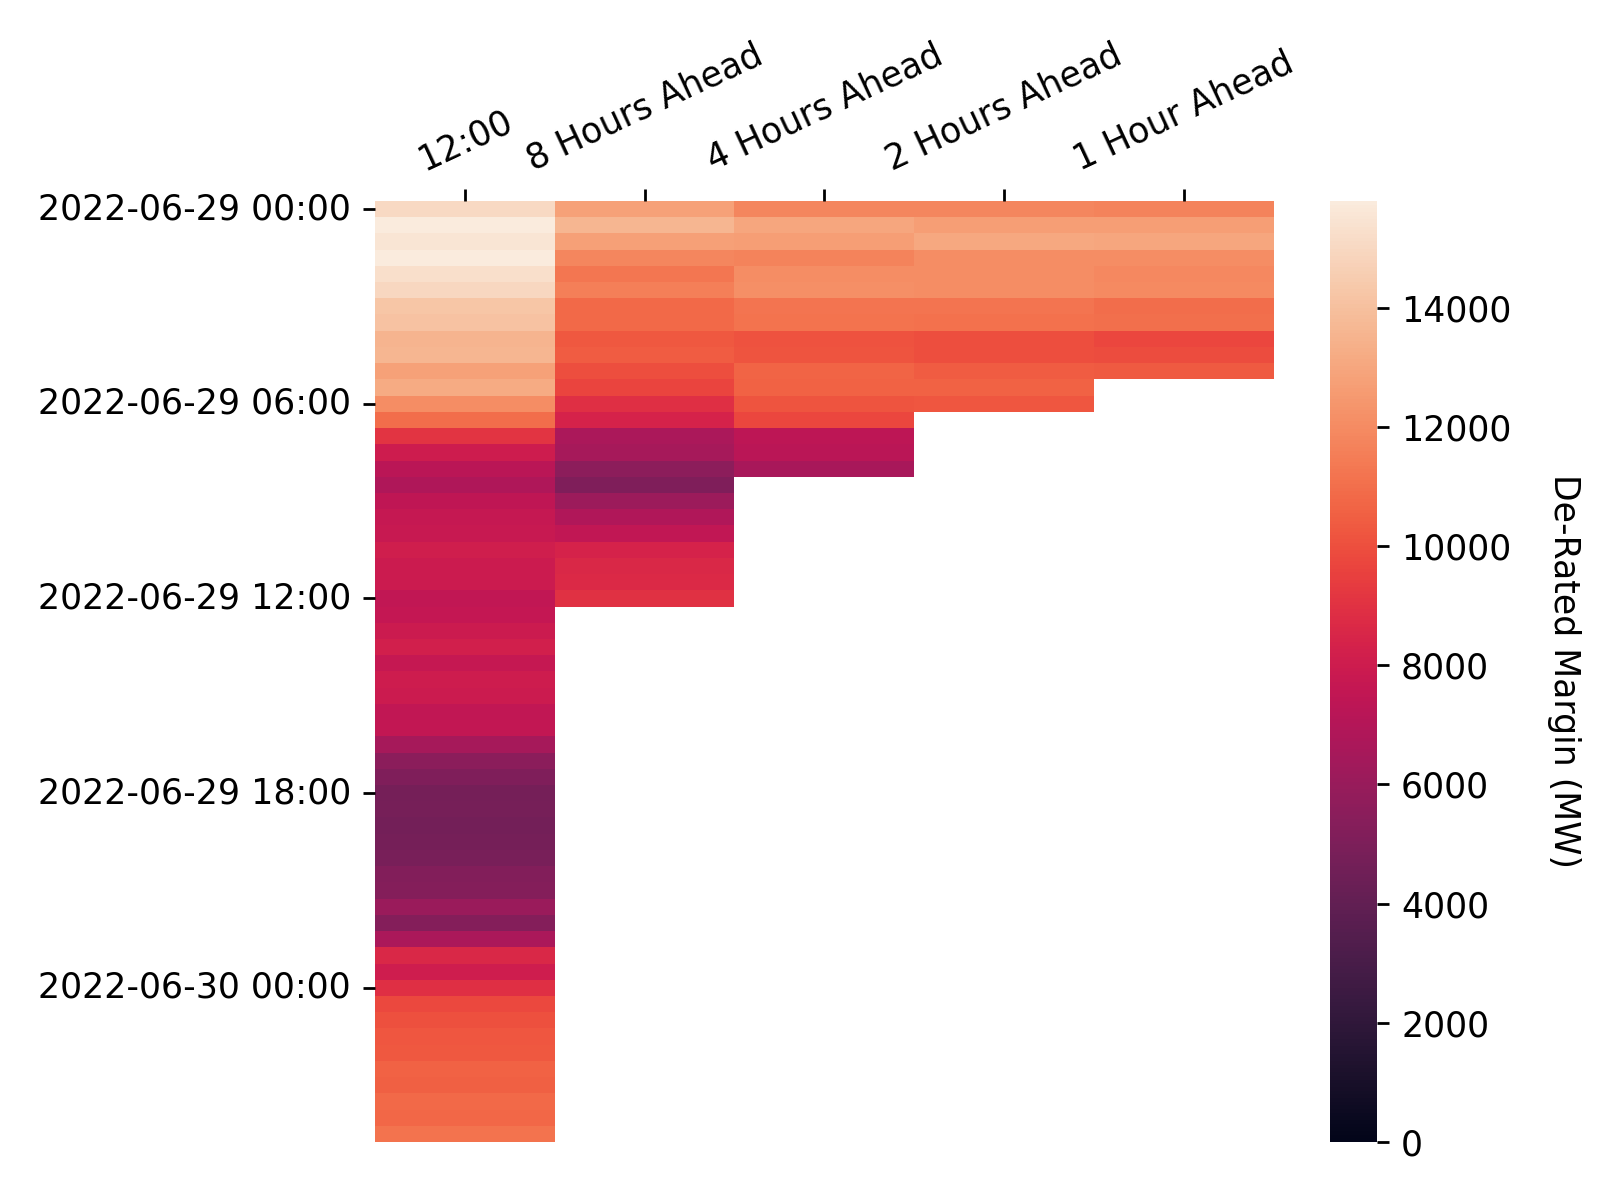 12:00
8 Hours Ahead
4 Hours Ahead
2 Hours Ahead
1 Hour Ahead
2022-06-29 00:00
2022-06-29 06:00
2022-06-29 12:00
2022-06-29 18:00
2022-06-30 00:00
14000
12000
10000
8000
6000
4000
2000
0
De-Rated Margin (MW)